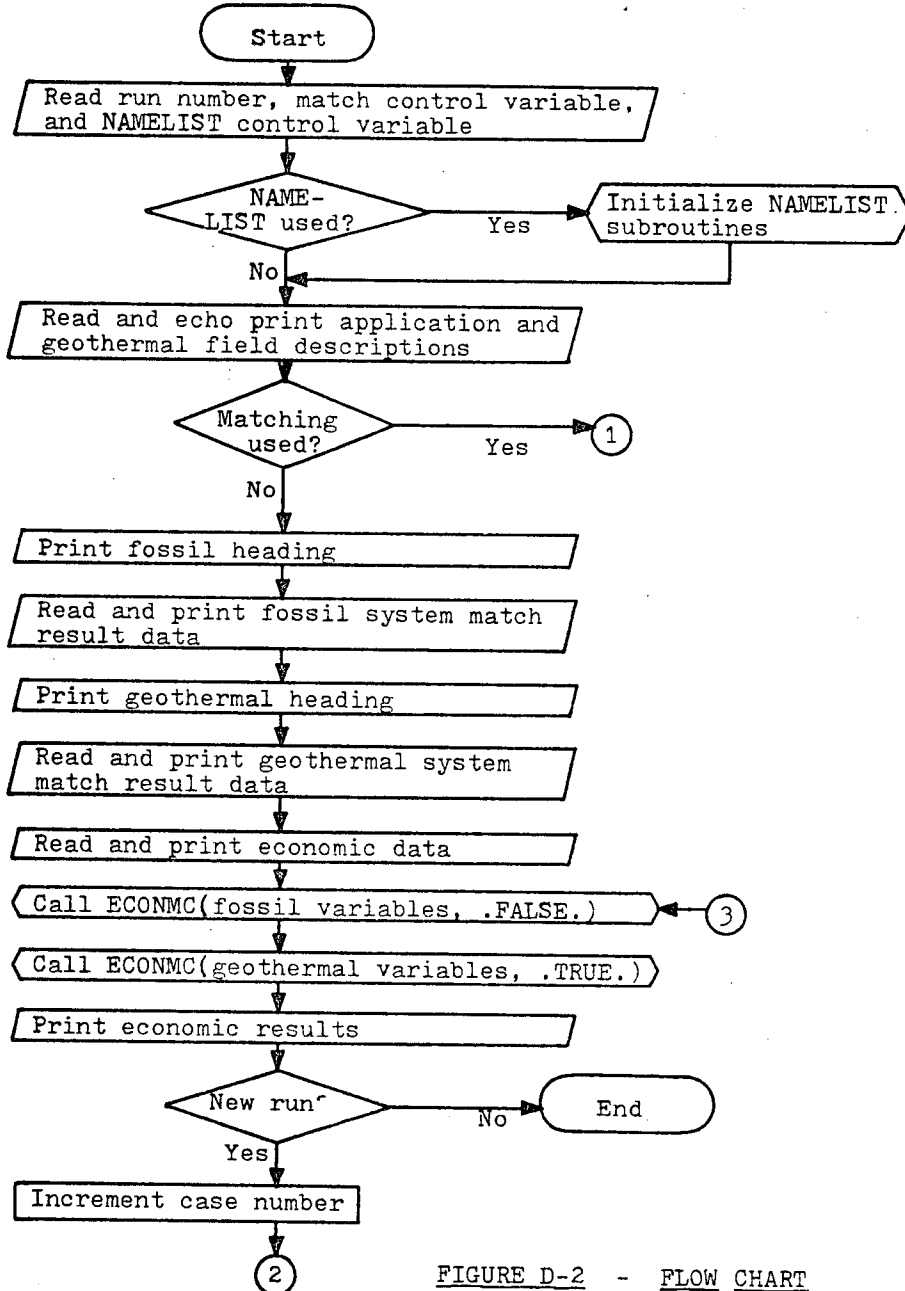 Start
Read run number, match control variable,
and NAMELIST control variable
NAME-
LIST used?
Yes
Initialize NAMELIST
subroutines
No
Read and echo print application and
geothermal field descriptions
Matching
used?
Yes
1
No
Print fossil heading
Read and print fossil system match
result data
Print geothermal heading
Read and print geothermal system
match result data
Read and print economic data
Call ECONMC(fossil variables, .FALSE.)
3
Call ECONMC(geothermal variables, .TRUE.)
Print economic results
New run?
No
End
Yes
Increment case number
2
FIGURE D-2 - FLOW CHART